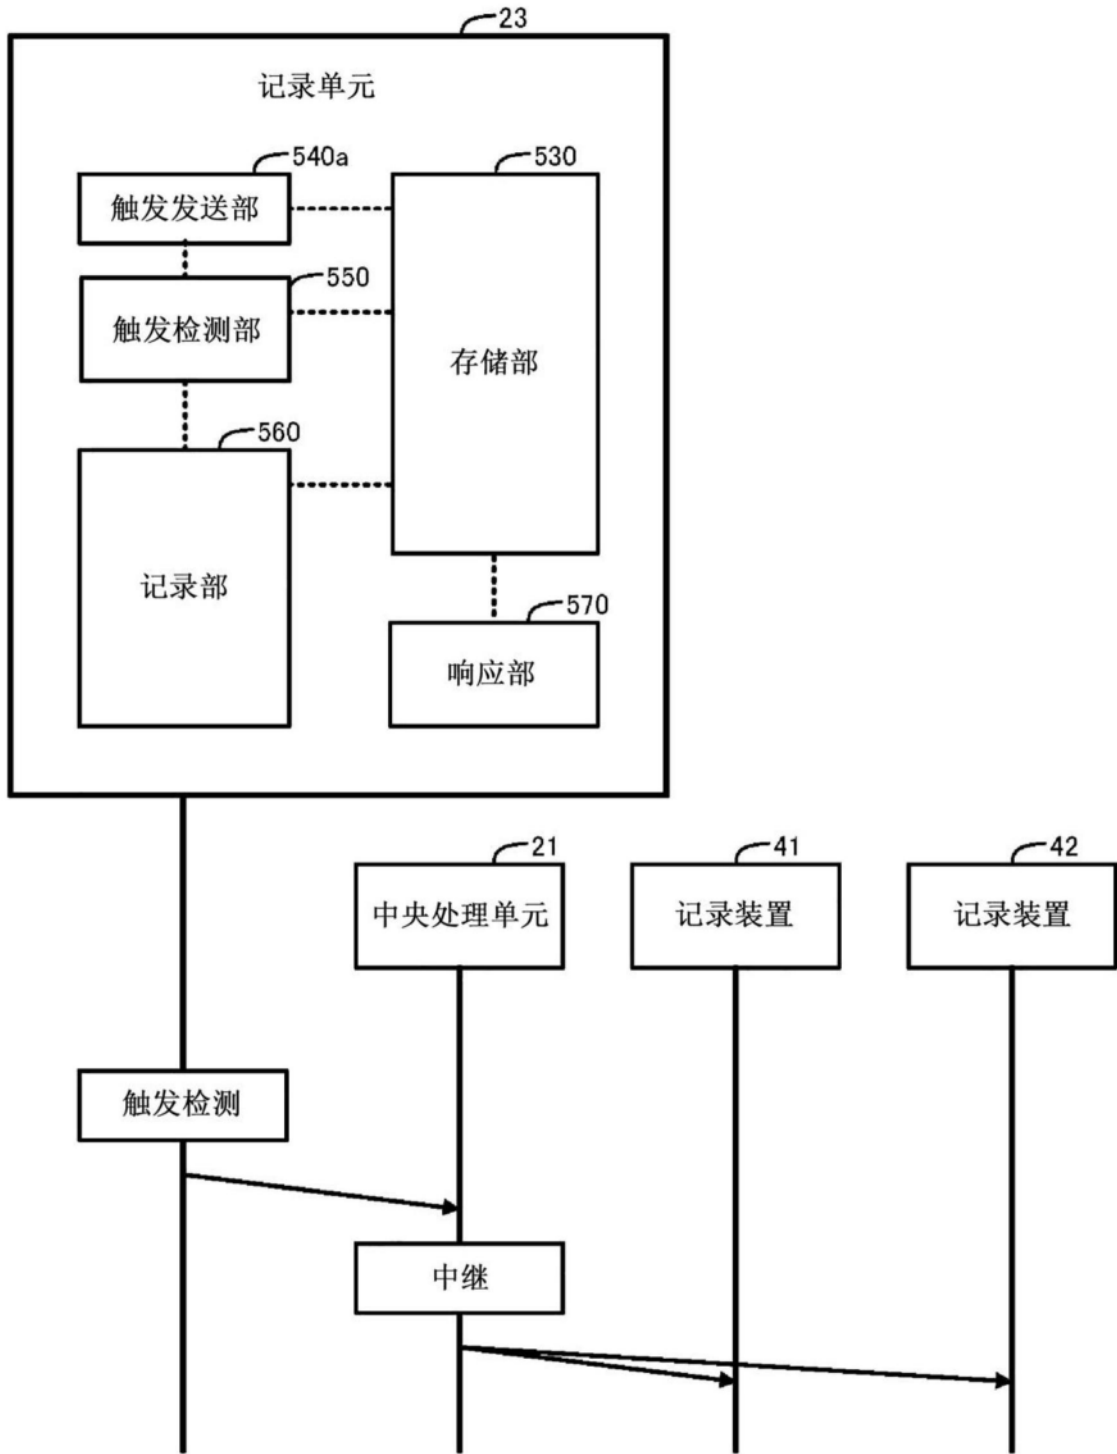 23
记录单元
540a
530
触发发送部
550
触发检测部
存储部
560
记录部
570
响应部
21
41
42
中央处理单元
记录装置
记录装置
触发检测
中继